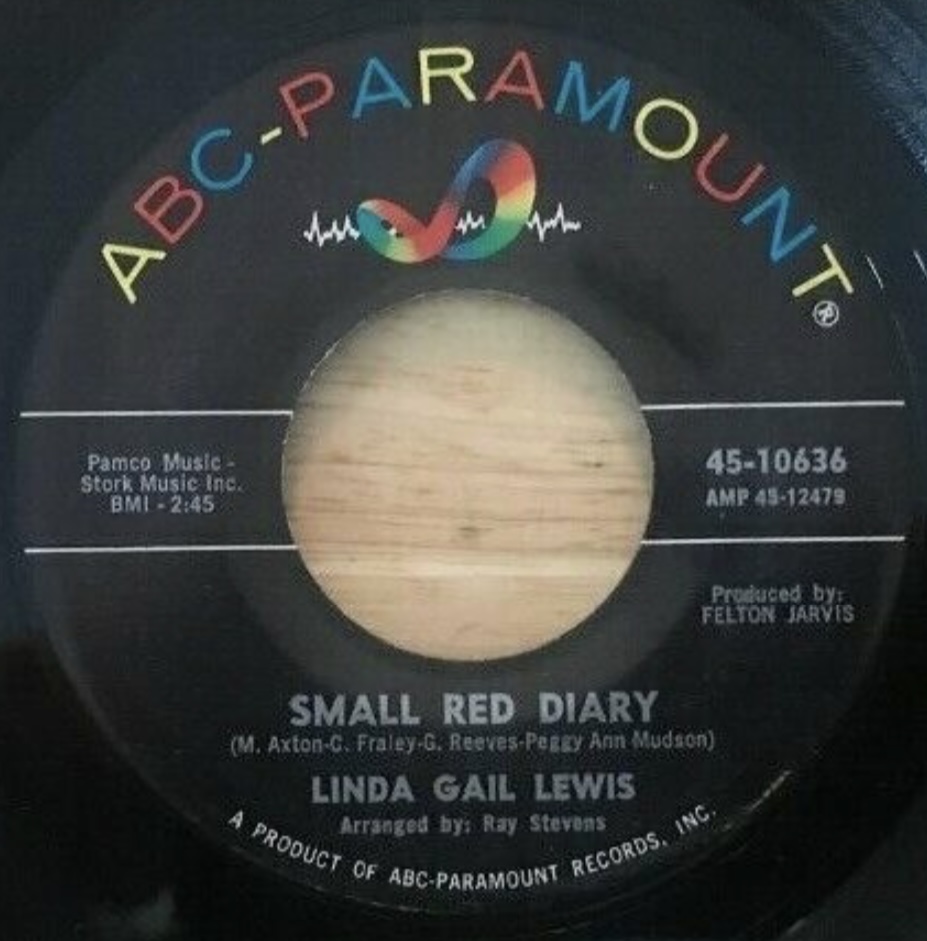 ABC-PARAMOUNT
®
Pamco Music -
Stork Music Inc.
BMI - 2:45
45-10636
AMP 45-12479
Produced by:
FELTON JARVIS
SMALL RED DIARY
(M. Axton-C. Fraley-G. Reeves-Peggy Ann Mudson)
LINDA GAIL LEWIS
Arranged by: Ray Stevens
A PRODUCT OF ABC-PARAMOUNT RECORDS, INC.